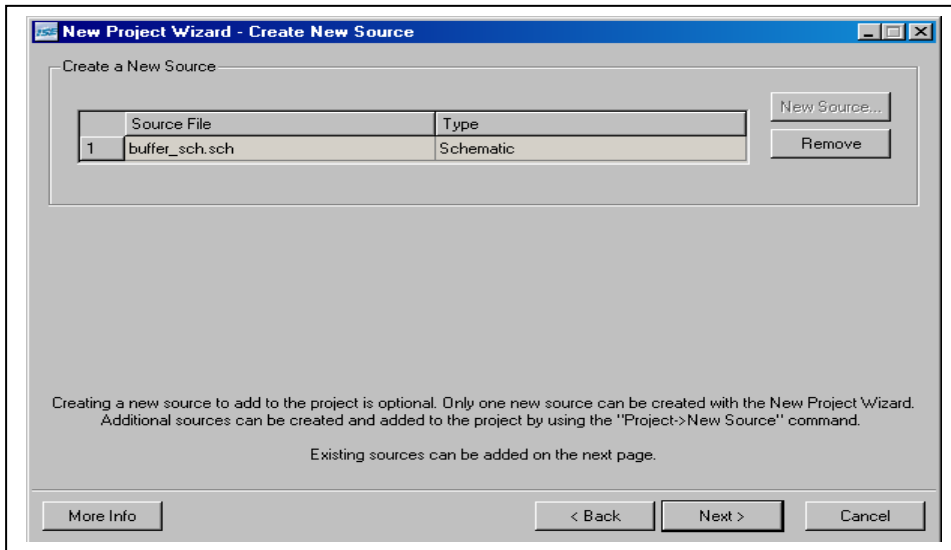 ISE New Project Wizard - Create New Source
Create a New Source
New Source...
Source File Type
1 buffer_sch.sch Schematic
Remove
Creating a new source to add to the project is optional. Only one new source can be created with the New Project Wizard.
Additional sources can be created and added to the project by using the "Project->New Source" command.
Existing sources can be added on the next page.
More Info < Back Next > Cancel